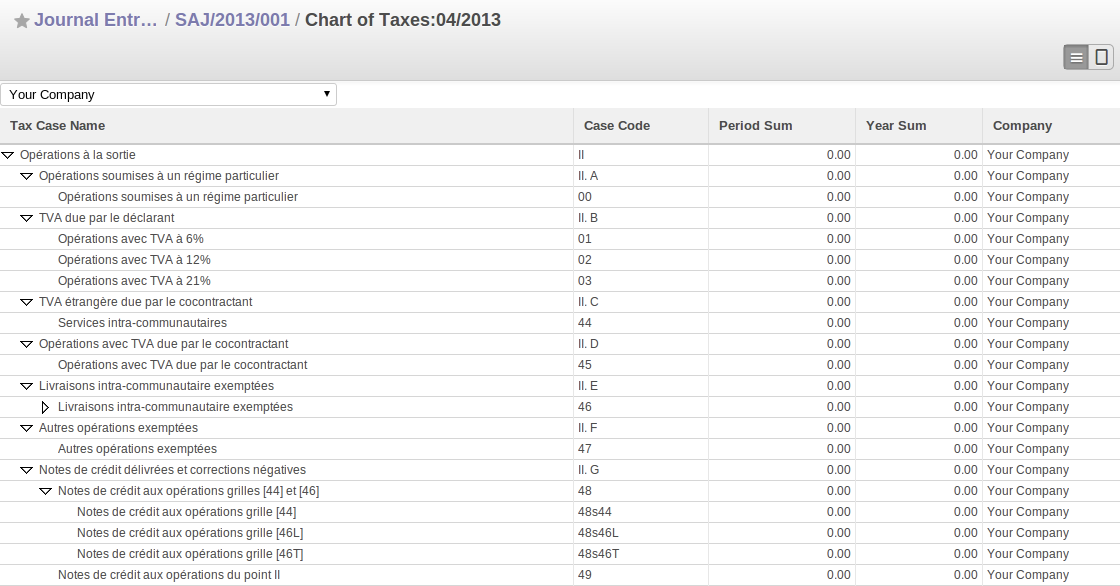 Journal Entr… / SAJ/2013/001 / Chart of Taxes:04/2013
Your Company
Tax Case Name Case Code Period Sum Year Sum Company
Opérations à la sortie II 0.00 0.00 Your Company
Opérations soumises à un régime particulier II. A 0.00 0.00 Your Company
Opérations soumises à un régime particulier 00 0.00 0.00 Your Company
TVA due par le déclarant II. B 0.00 0.00 Your Company
Opérations avec TVA à 6% 01 0.00 0.00 Your Company
Opérations avec TVA à 12% 02 0.00 0.00 Your Company
Opérations avec TVA à 21% 03 0.00 0.00 Your Company
TVA étrangère due par le cocontractant II. C 0.00 0.00 Your Company
Services intra-communautaires 44 0.00 0.00 Your Company
Opérations avec TVA due par le cocontractant II. D 0.00 0.00 Your Company
Opérations avec TVA due par le cocontractant 45 0.00 0.00 Your Company
Livraisons intra-communautaire exemptées II. E 0.00 0.00 Your Company
Livraisons intra-communautaire exemptées 46 0.00 0.00 Your Company
Autres opérations exemptées II. F 0.00 0.00 Your Company
Autres opérations exemptées 47 0.00 0.00 Your Company
Notes de crédit délivrées et corrections négatives II. G 0.00 0.00 Your Company
Notes de crédit aux opérations grilles [44] et [46] 48 0.00 0.00 Your Company
Notes de crédit aux opérations grille [44] 48s44 0.00 0.00 Your Company
Notes de crédit aux opérations grille [46L] 48s46L 0.00 0.00 Your Company
Notes de crédit aux opérations grille [46T] 48s46T 0.00 0.00 Your Company
Notes de crédit aux opérations du point II 49 0.00 0.00 Your Company